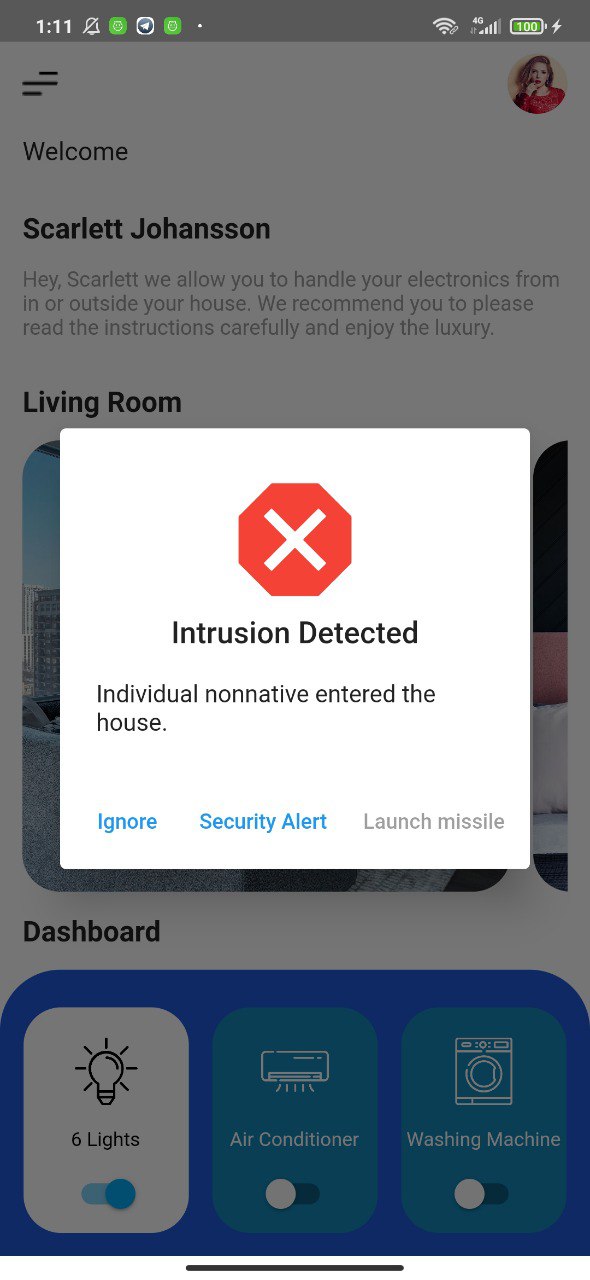 1:11
4G
100
Welcome
Scarlett Johansson
Hey, Scarlett we allow you to handle your electronics from
in or outside your house. We recommend you to please
read the instructions carefully and enjoy the luxury.
Living Room
Intrusion Detected
Individual nonnative entered the
house.
Ignore Security Alert Launch missile
Dashboard
6 Lights Air Conditioner Washing Machine